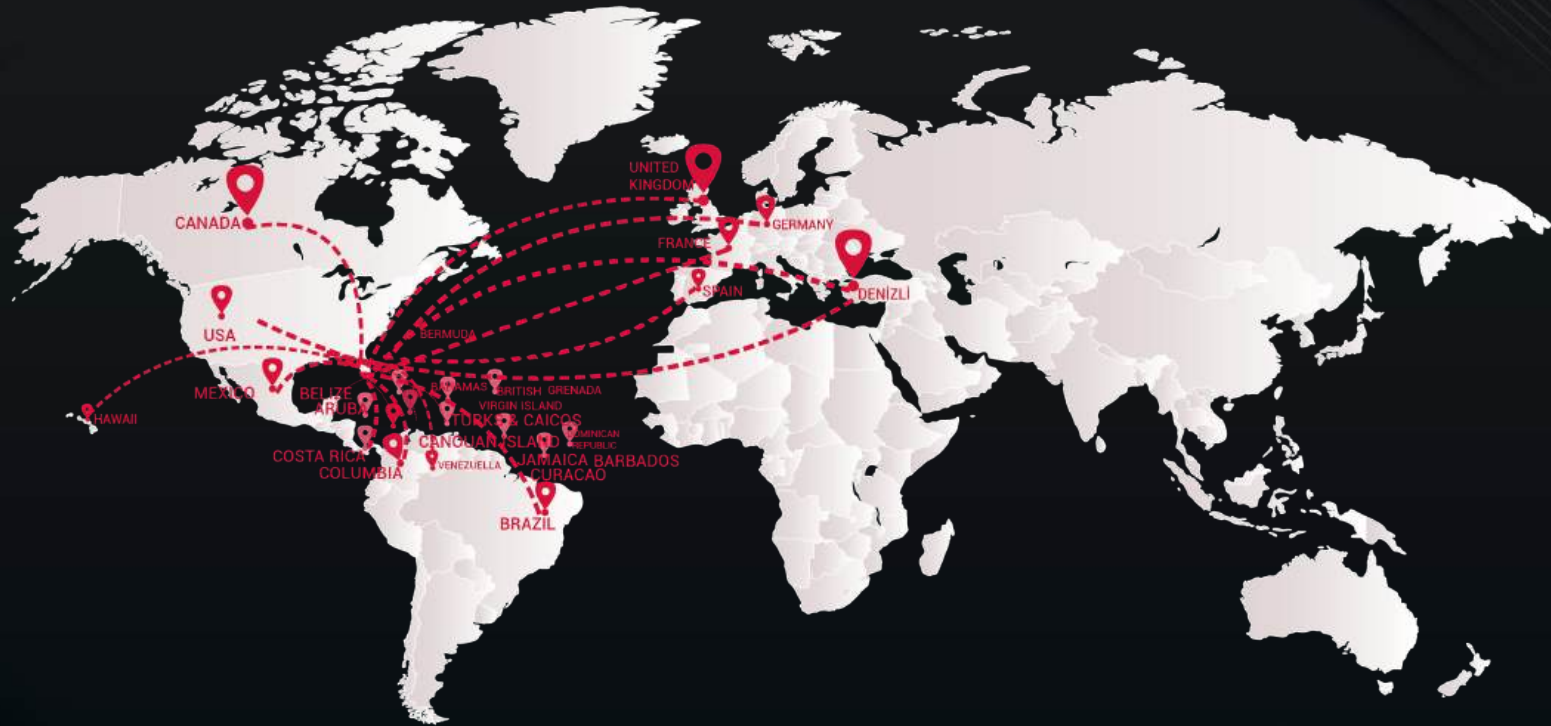 UNITED
KINGDOM
CANADA
GERMANY
FRANCE
SPAIN
DENİZLİ
USA
BERMUDA
MEXICO
BELIZE
BAHAMAS
BRITISH
VIRGIN ISLAND
GRENADA
ARUBA
HAWAII
TURKS & CAICOS
CANOUAN ISLAND
DOMINICAN
REPUBLIC
COSTA RICA
COLUMBIA
VENEZUELLA
JAMAICA
BARBADOS
CURACAO
BRAZIL